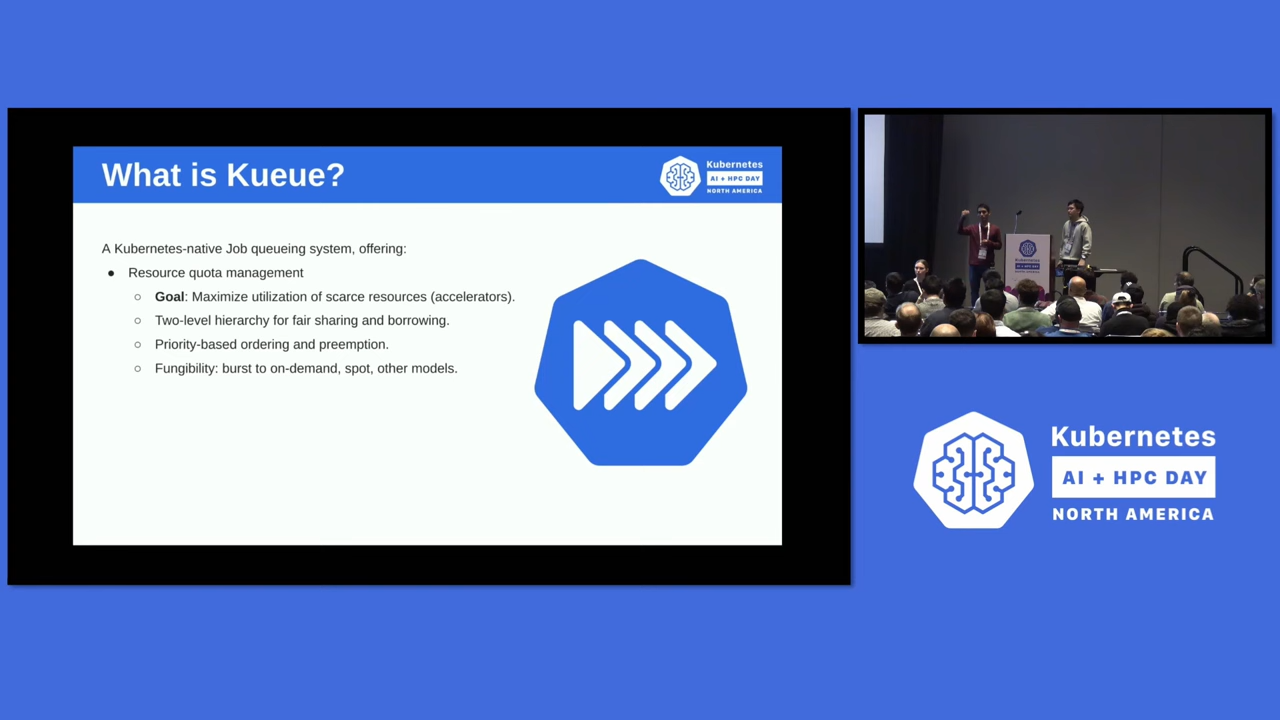 What is Kueue?
Kubernetes
AI + HPC DAY
NORTH AMERICA
A Kubernetes-native Job queueing system, offering:
● Resource quota management
○ Goal: Maximize utilization of scarce resources (accelerators).
○ Two-level hierarchy for fair sharing and borrowing.
○ Priority-based ordering and preemption.
○ Fungibility: burst to on-demand, spot, other models.
Kubernetes
AI + HPC DAY
NORTH AMERICA